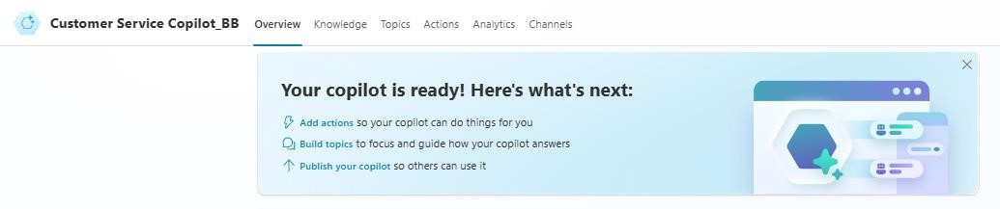 Customer Service Copilot_BB Overview Knowledge Topics Actions Analytics Channels
Your copilot is ready! Here's what's next:
Add actions so your copilot can do things for you
Build topics to focus and guide how your copilot answers
Publish your copilot so others can use it